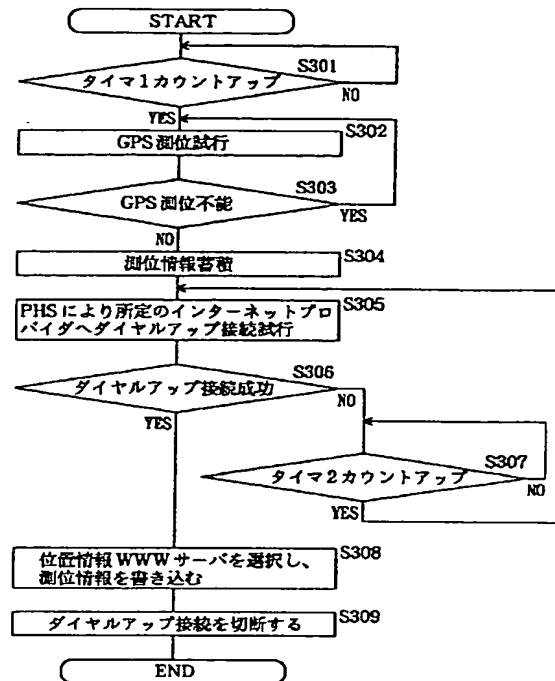 START
S301
タイマ1カウントアップ
NO
YES
S302
GPS 測位試行
S303
GPS 測位不能
YES
NO
S304
測位情報蓄積
S305
PHSにより所定のインターネットプロ
バイダへダイヤルアップ接続試行
S306
ダイヤルアップ接続成功
NO
YES
S307
タイマ2カウントアップ
NO
YES
S308
位置情報WWWサーバを選択し、
測位情報を書き込む
S309
ダイヤルアップ接続を切断する
END